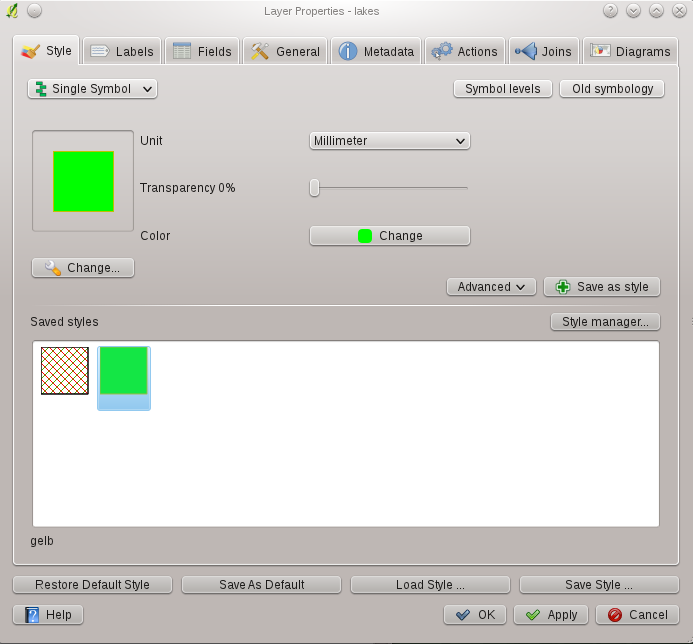 Layer Properties - lakes
Style Labels Fields General Metadata Actions Joins Diagrams
Single Symbol Symbol levels Old symbology
Unit Millimeter
Transparency 0%
Color Change
Change...
Advanced Save as style
Saved styles Style manager...
gelb
Restore Default Style Save As Default Load Style ... Save Style ...
Help OK Apply Cancel